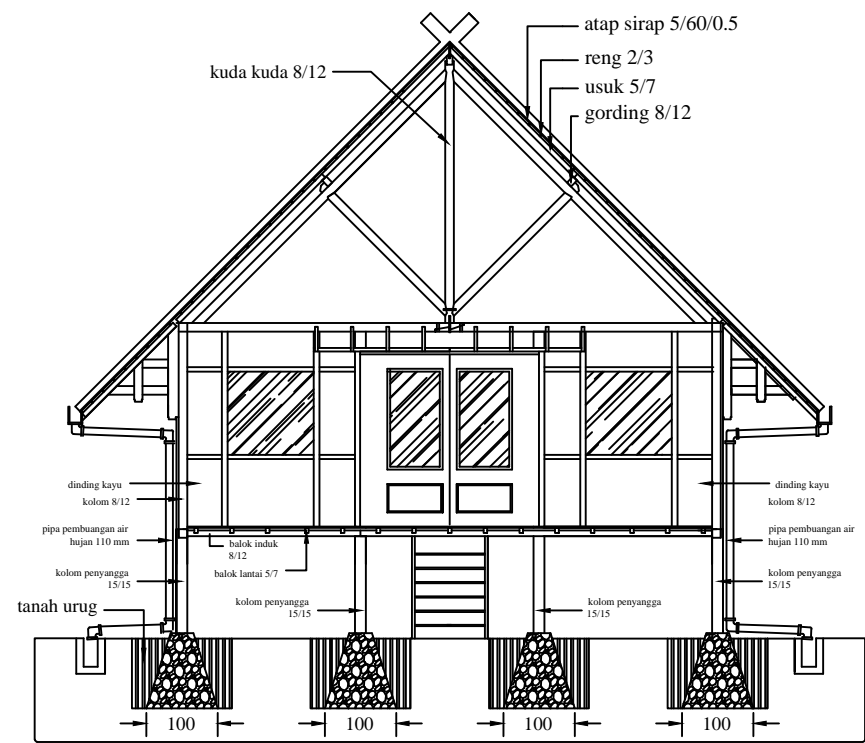 atap sirap 5/60/0.5
reng 2/3
kuda kuda 8/12
usuk 5/7
gording 8/12
dinding kayu
kolom 8/12
pipa pembuangan air
hujan 110 mm
balok induk
8/12
balok lantai 5/7
kolom penyangga
15/15
tanah urug
kolom penyangga
15/15
kolom penyangga
15/15
dinding kayu
kolom 8/12
pipa pembuangan air
hujan 110 mm
kolom penyangga
15/15
100
100
100
100